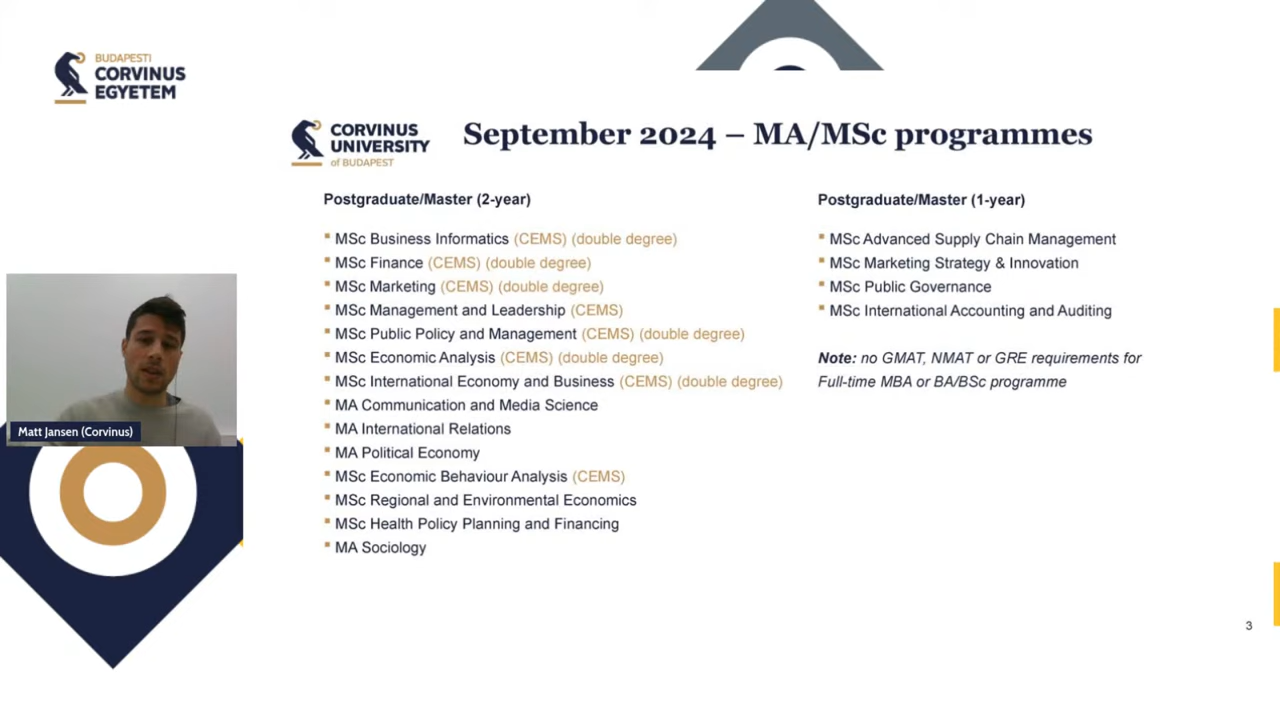 BUDAPESTI
CORVINUS
EGYETEM
CORVINUS
UNIVERSITY
of BUDAPEST
September 2024 – MA/MSc programmes
Postgraduate/Master (2-year)
MSc Business Informatics (CEMS) (double degree)
MSc Finance (CEMS) (double degree)
MSc Marketing (CEMS) (double degree)
MSc Management and Leadership (CEMS)
MSc Public Policy and Management (CEMS) (double degree)
MSc Economic Analysis (CEMS) (double degree)
MSc International Economy and Business (CEMS) (double degree)
MA Communication and Media Science
MA International Relations
MA Political Economy
MSc Economic Behaviour Analysis (CEMS)
MSc Regional and Environmental Economics
MSc Health Policy Planning and Financing
MA Sociology
Postgraduate/Master (1-year)
MSc Advanced Supply Chain Management
MSc Marketing Strategy & Innovation
MSc Public Governance
MSc International Accounting and Auditing
Note: no GMAT, NMAT or GRE requirements for
Full-time MBA or BA/BSc programme
Matt Jansen (Corvinus)
3